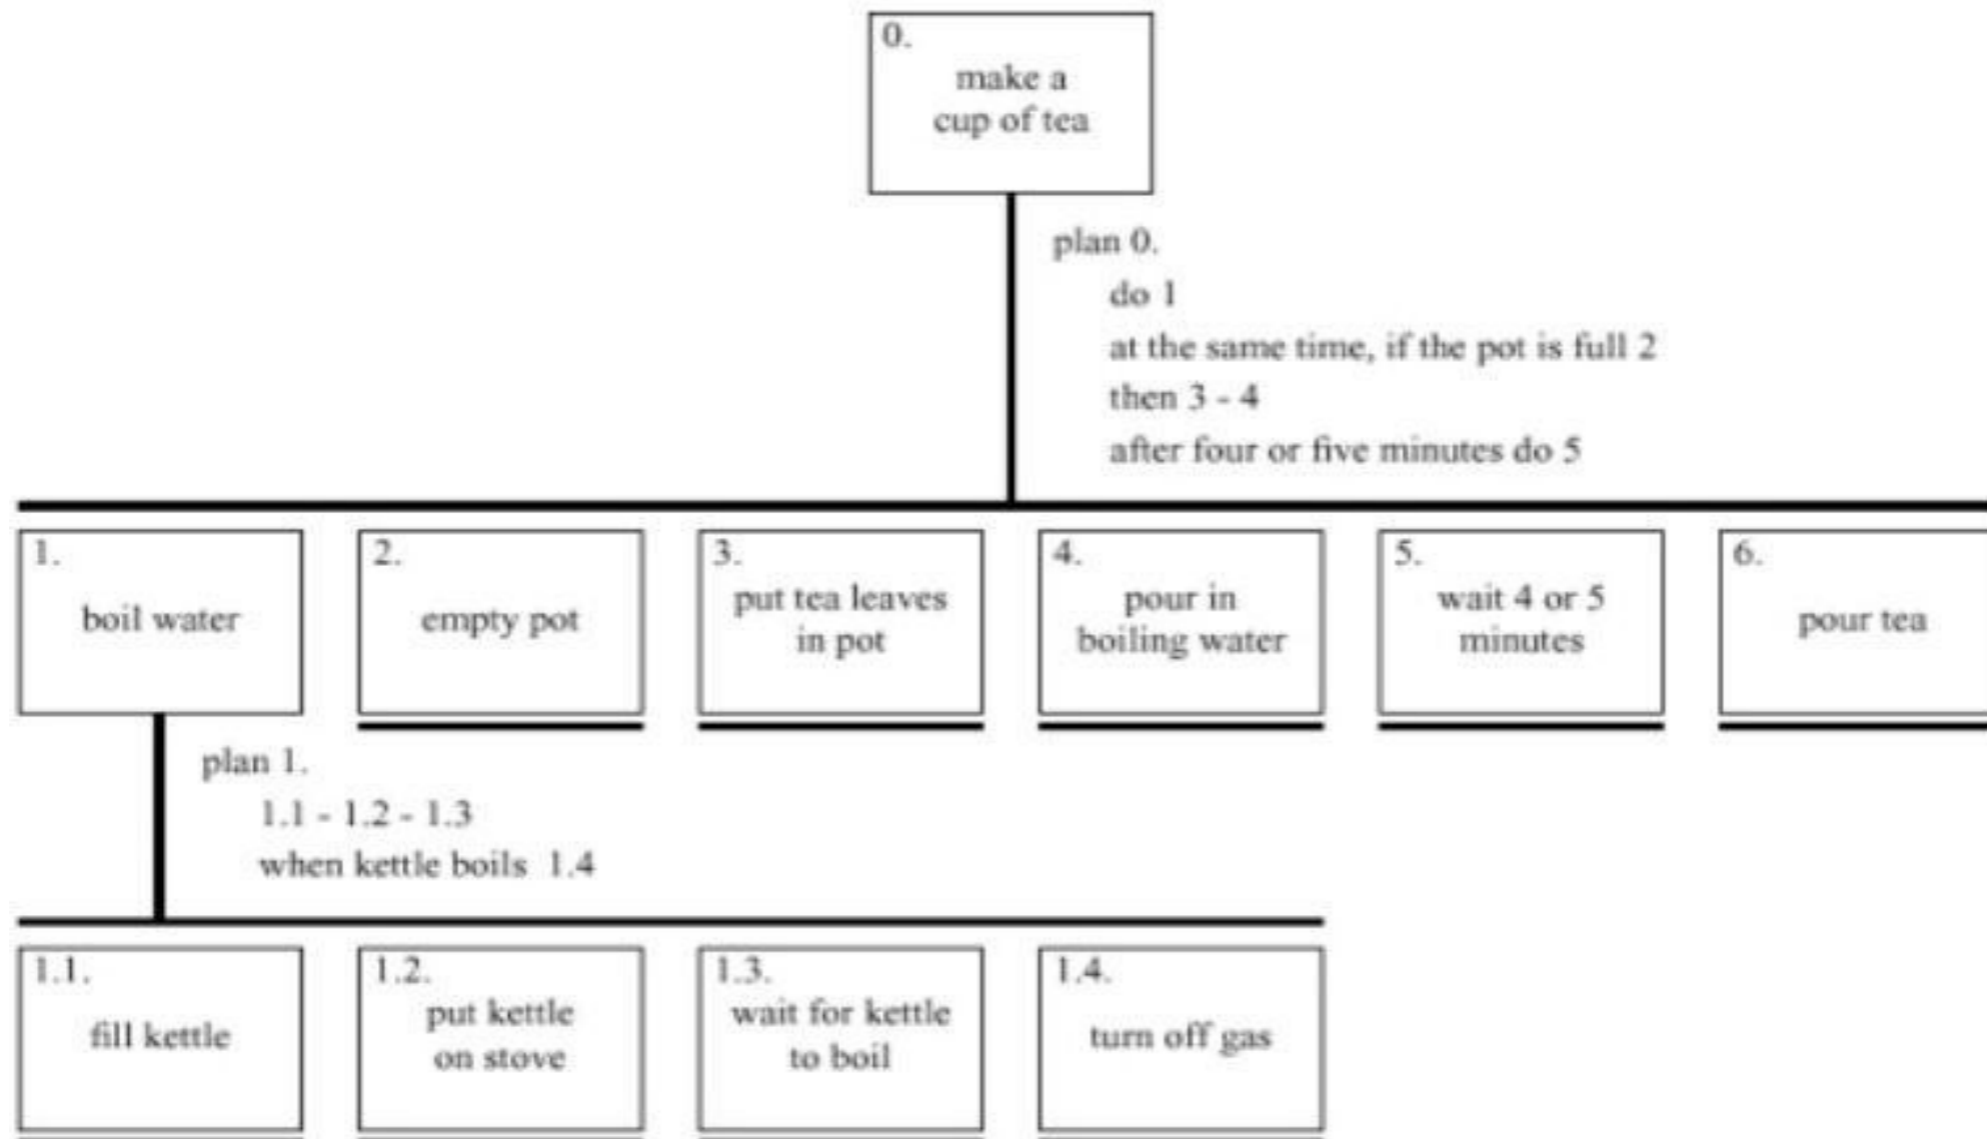 0.
make a
cup of tea
plan 0.
do 1
at the same time, if the pot is full 2
then 3 - 4
after four or five minutes do 5
1.
boil water
2.
empty pot
3.
put tea leaves
in pot
4.
pour in
boiling water
5.
wait 4 or 5
minutes
6.
pour tea
plan 1.
1.1 - 1.2 - 1.3
when kettle boils 1.4
1.1.
fill kettle
1.2.
put kettle
on stove
1.3.
wait for kettle
to boil
1.4.
turn off gas